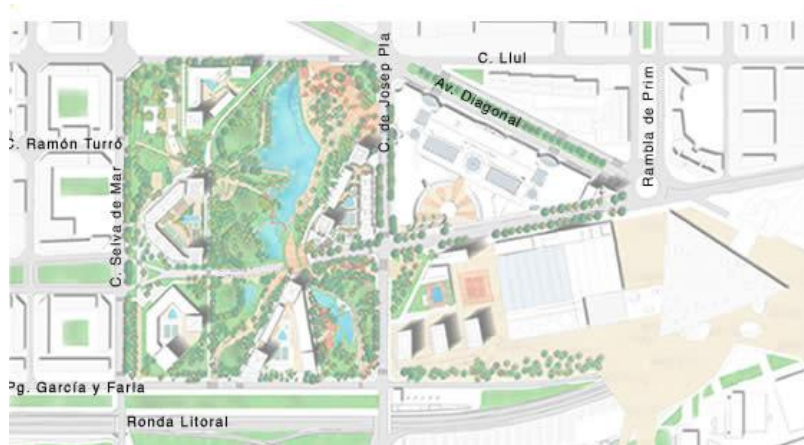 C. Llul
C. de Josep Pla
Av. Diagonal
Rambla de Prim
C. Ramón Turró
C. Selva de Mar
Pg. García y Faria
Ronda Litoral